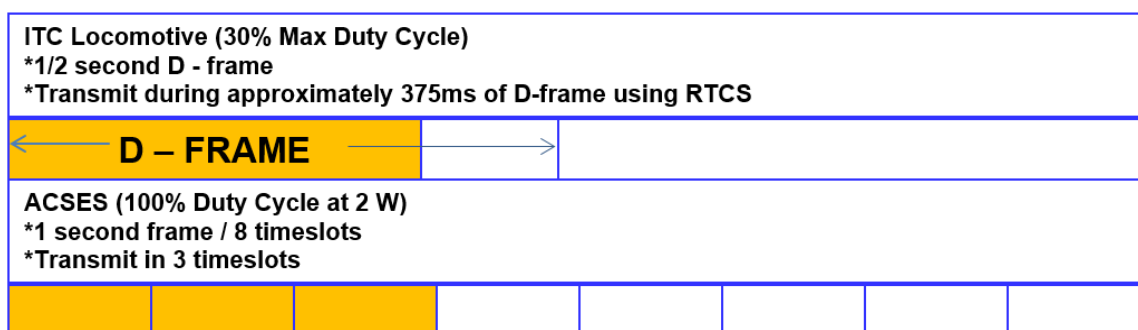 ITC Locomotive (30% Max Duty Cycle)
*1/2 second D - frame
*Transmit during approximately 375ms of D-frame using RTCS
D – FRAME
ACSES (100% Duty Cycle at 2 W)
*1 second frame / 8 timeslots
*Transmit in 3 timeslots